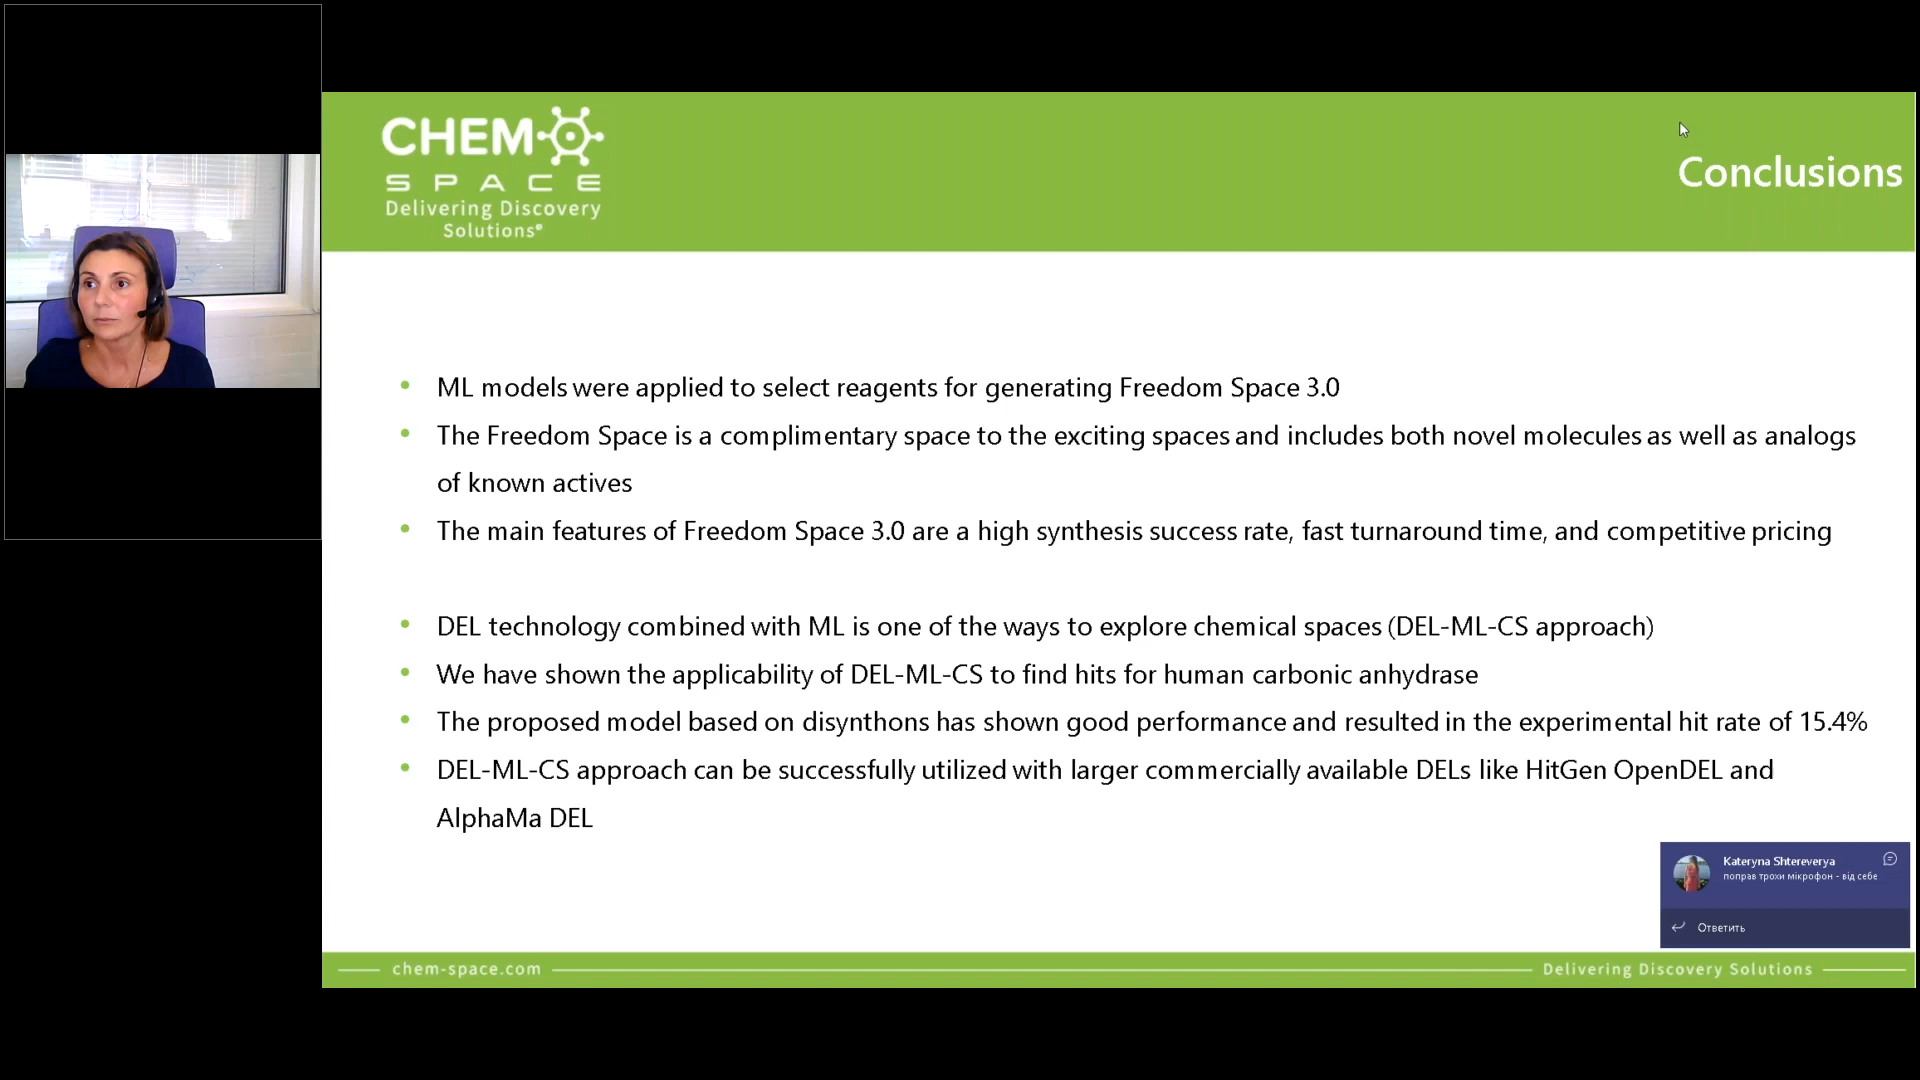 CHEM
SPACE
Delivering Discovery
Solutions®
Conclusions
• ML models were applied to select reagents for generating Freedom Space 3.0
• The Freedom Space is a complimentary space to the exciting spaces and includes both novel molecules as well as analogs
of known actives
• The main features of Freedom Space 3.0 are a high synthesis success rate, fast turnaround time, and competitive pricing
• DEL technology combined with ML is one of the ways to explore chemical spaces (DEL-ML-CS approach)
• We have shown the applicability of DEL-ML-CS to find hits for human carbonic anhydrase
• The proposed model based on disynthons has shown good performance and resulted in the experimental hit rate of 15.4%
• DEL-ML-CS approach can be successfully utilized with larger commercially available DELs like HitGen OpenDEL and
AlphaMa DEL
Kateryna Shtereverya
поправ трохи мікрофон - від себе
Ответить
chem-space.com
Delivering Discovery Solutions